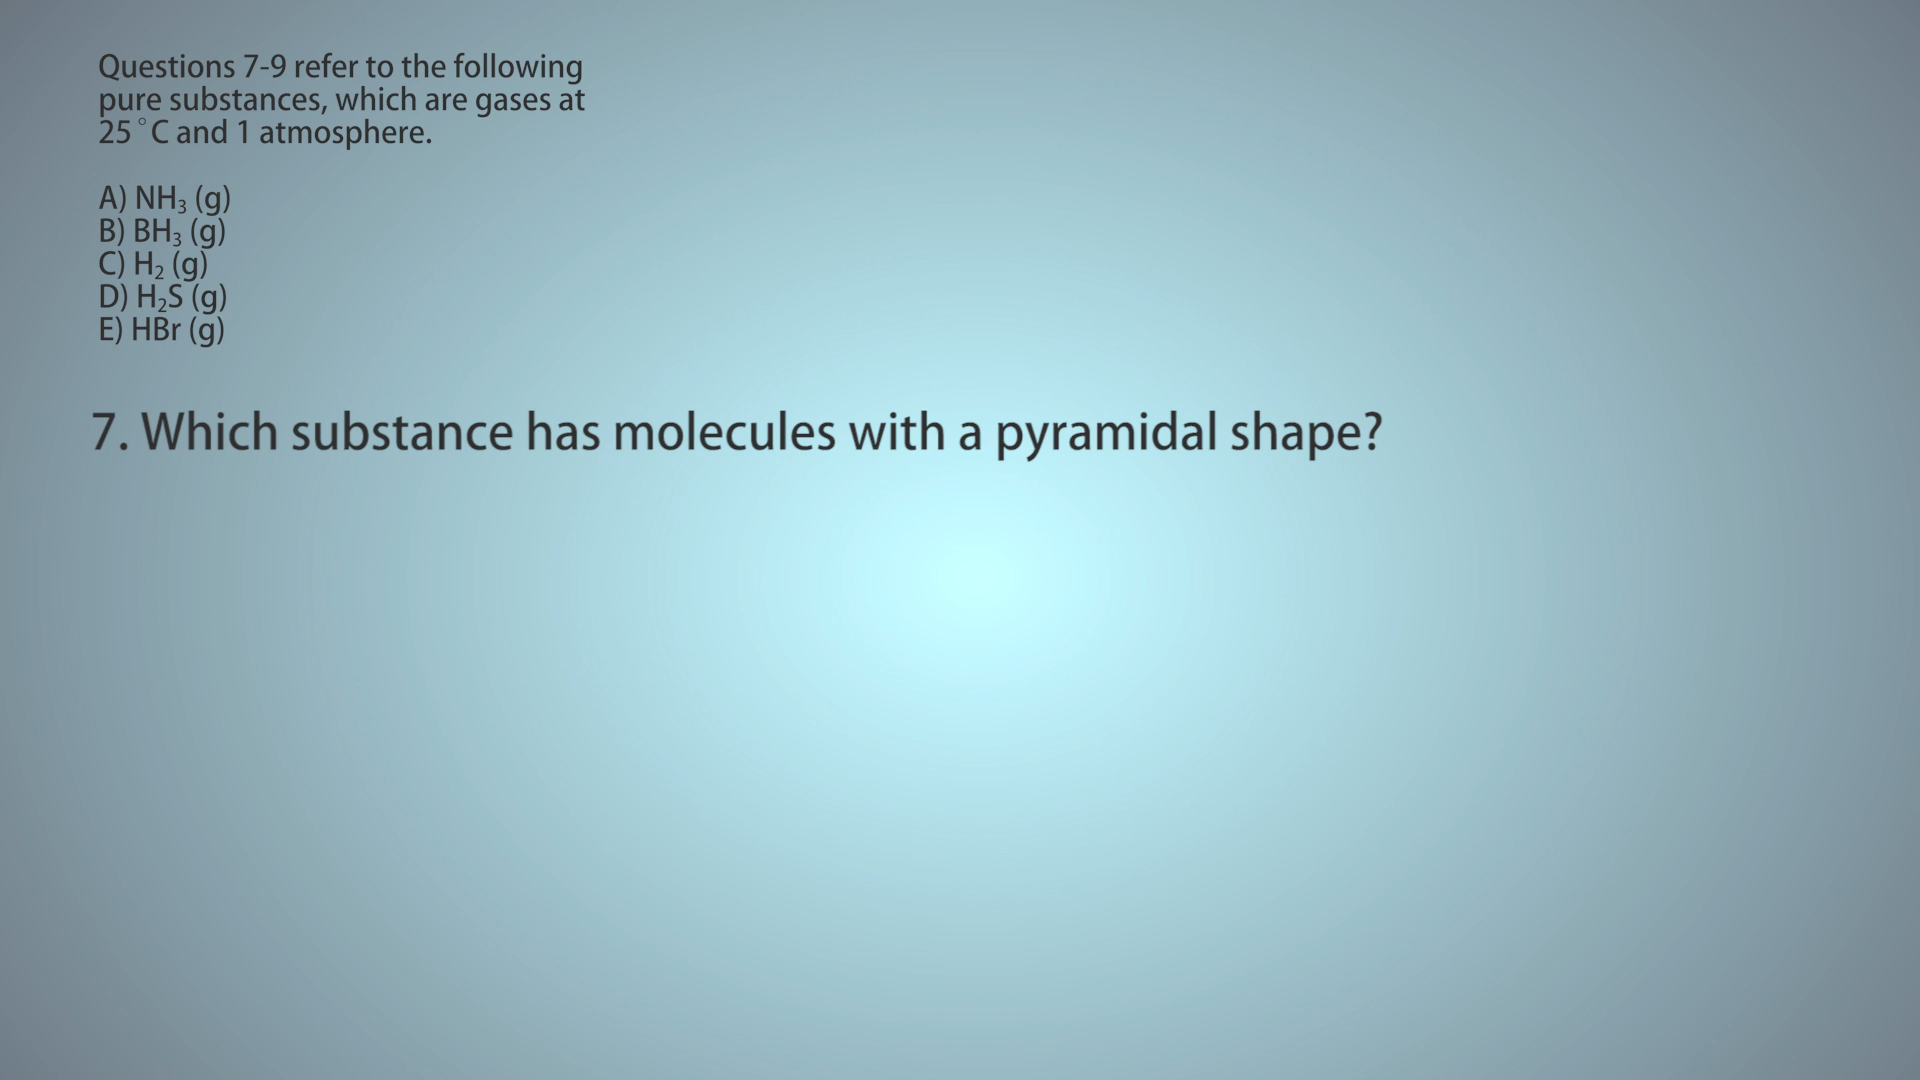 Questions 7-9 refer to the following
pure substances, which are gases at
25°C and 1 atmosphere.
A) NH₃ (g)
B) BH₃ (g)
C) H₂ (g)
D) H₂S (g)
E) HBr (g)
7. Which substance has molecules with a pyramidal shape?